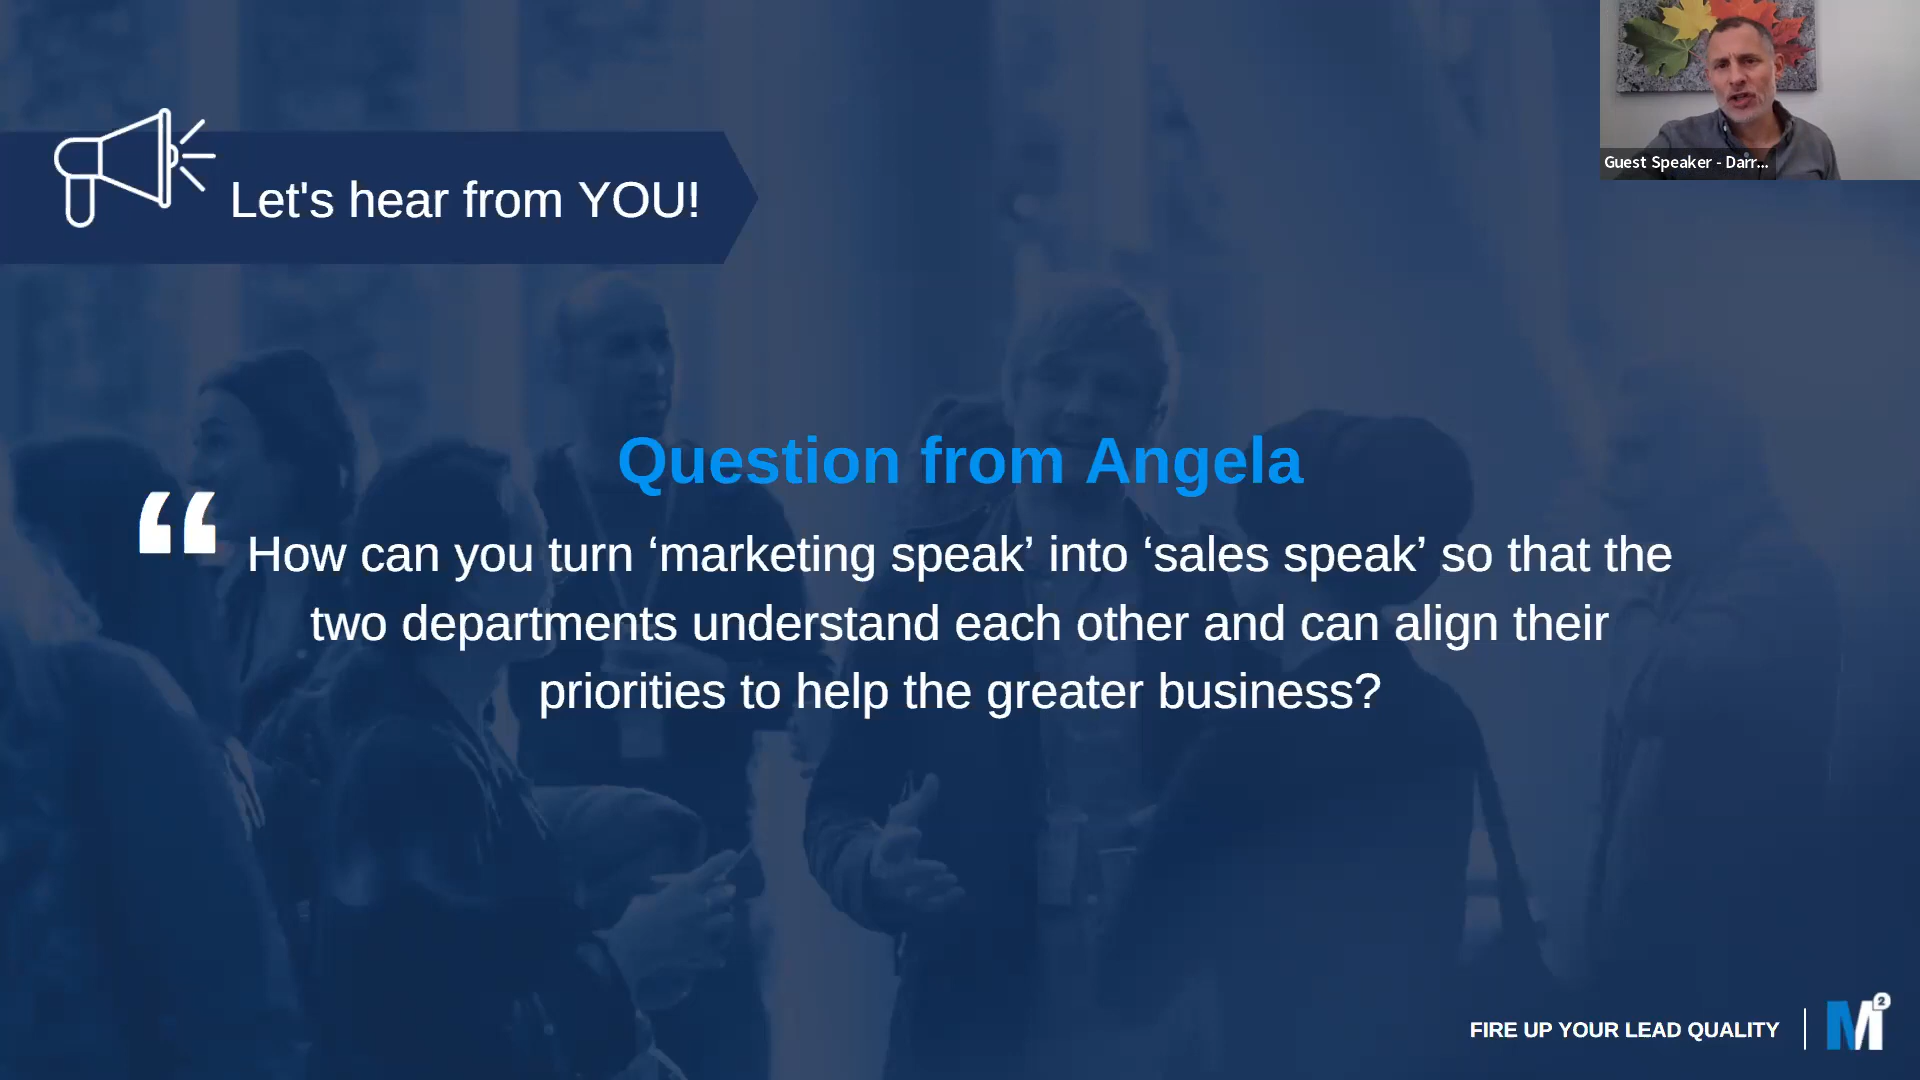 Guest Speaker - Darr...
Let's hear from YOU!
Question from Angela
“ How can you turn ‘marketing speak’ into ‘sales speak’ so that the
two departments understand each other and can align their
priorities to help the greater business?
FIRE UP YOUR LEAD QUALITY
M2